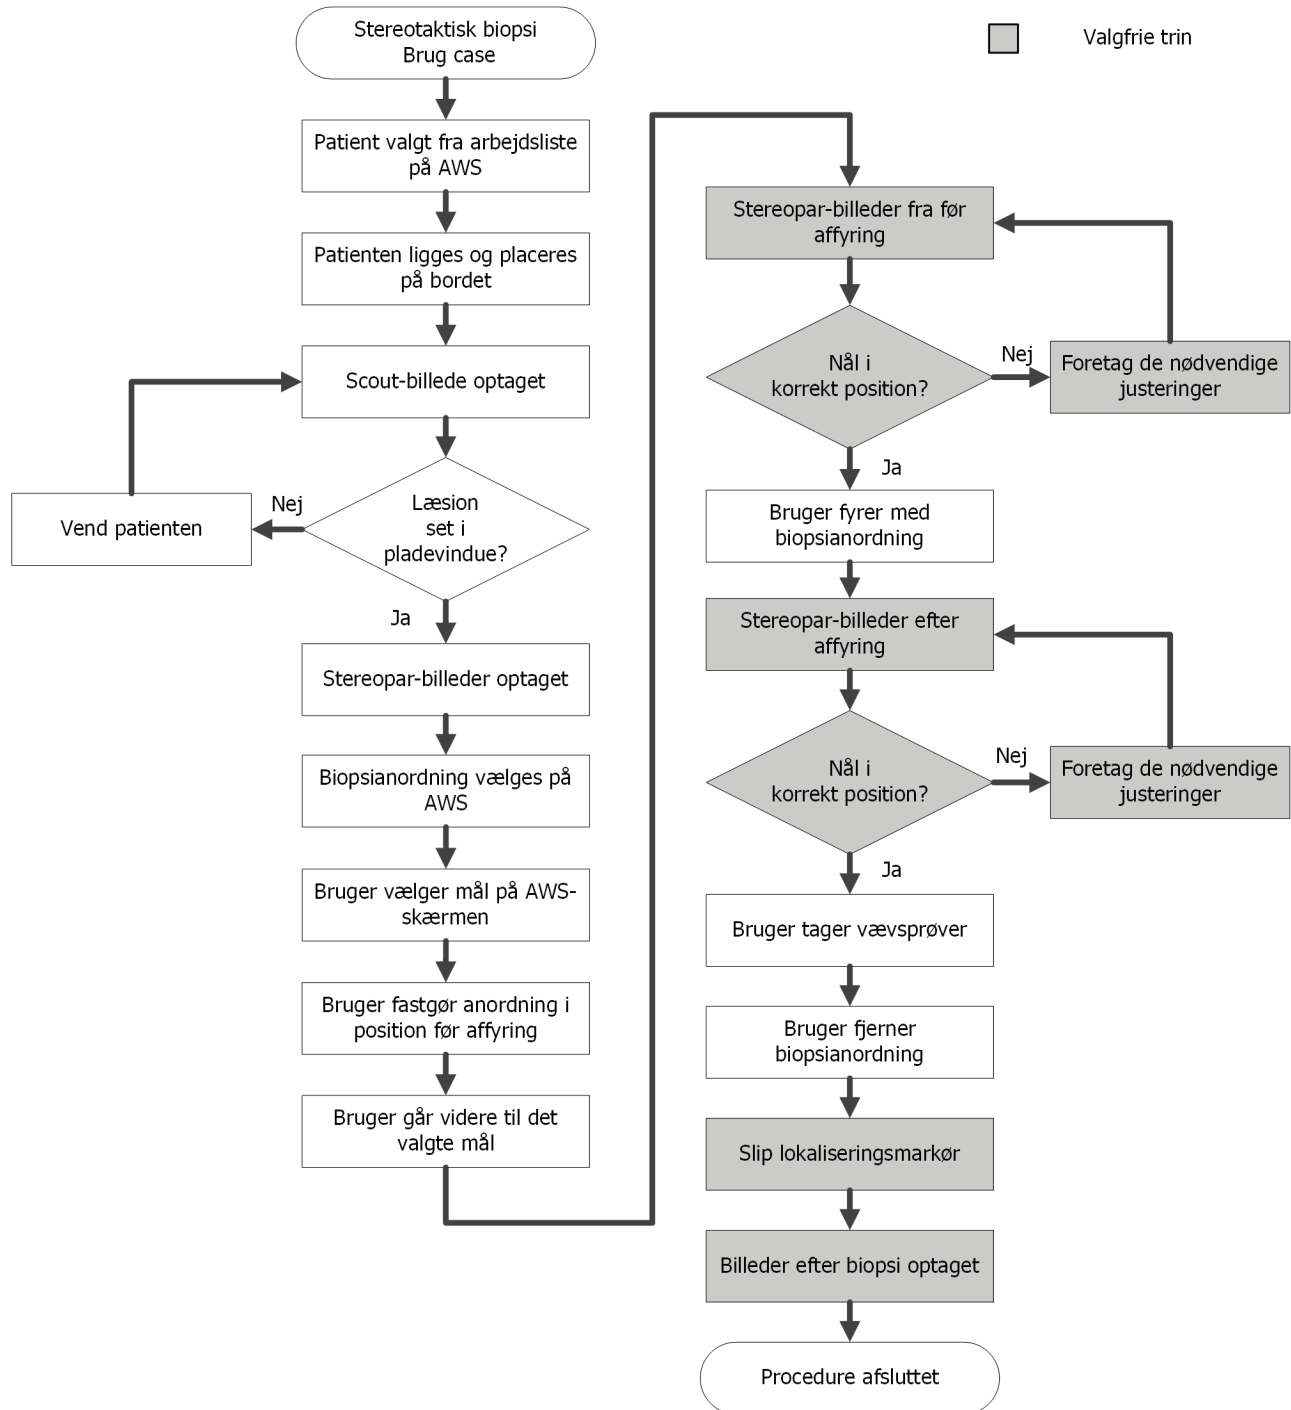 Stereotaktisk biopsi
Brug case
Valgfrie trin
Patient valgt fra arbejdsliste
på AWS
Patienten ligges og placeres
på bordet
Scout-billede optaget
Læsion
set i
pladevindue?
Nej
Vend patienten
Ja
Stereopar-billeder optaget
Biopsianordning vælges på
AWS
Bruger vælger mål på AWS-
skærmen
Bruger fastgør anordning i
position før affyring
Bruger går videre til det
valgte mål
Stereopar-billeder fra før
affyring
Nål i
korrekt position?
Nej
Foretag de nødvendige
justeringer
Ja
Bruger fyrer med
biopsianordning
Stereopar-billeder efter
affyring
Nål i
korrekt position?
Nej
Foretag de nødvendige
justeringer
Ja
Bruger tager vævsprøver
Bruger fjerner
biopsianordning
Slip lokaliseringsmarkør
Billeder efter biopsi optaget
Procedure afsluttet